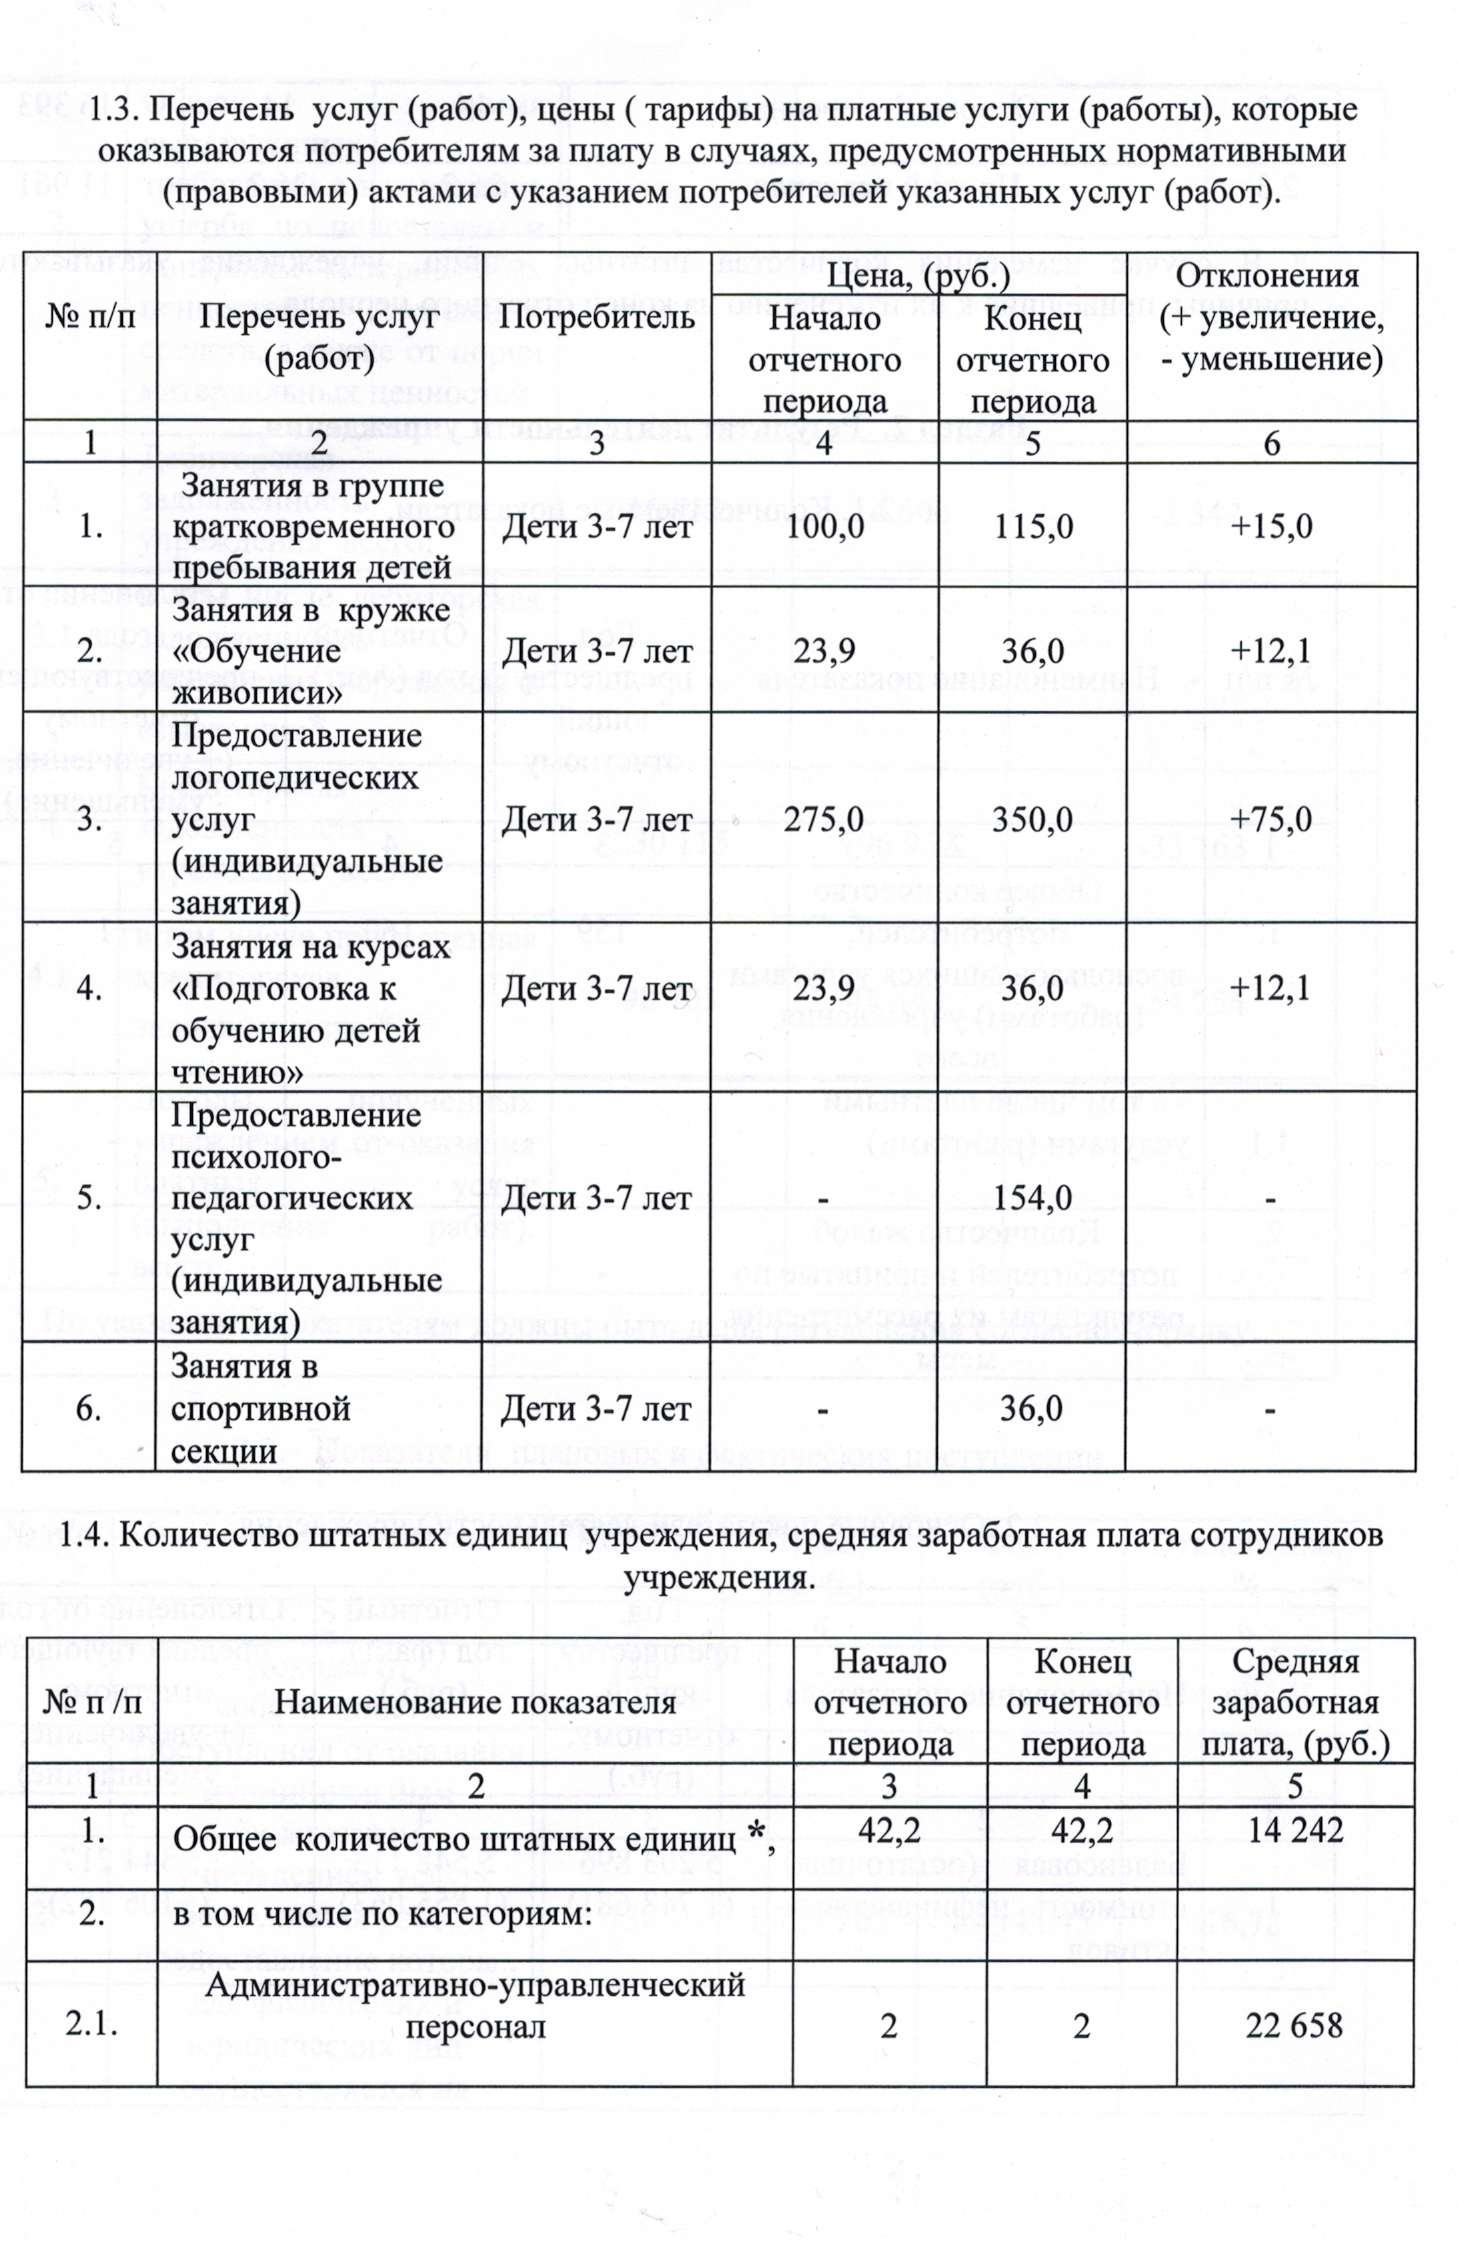 1.3. Перечень услуг (работ), цены ( тарифы) на платные услуги (работы), которые
оказываются потребителям за плату в случаях, предусмотренных нормативными
(правовыми) актами с указанием потребителей указанных услуг (работ).
№ п/п
Перечень услуг
(работ)
Потребитель
Цена, (руб.)
Начало
отчетного
периода
Конец
отчетного
периода
Отклонения
(+ увеличение,
- уменьшение)
1 2 3 4 5 6
1.
Занятия в группе
кратковременного
пребывания детей
Дети 3-7 лет 100,0 115,0 +15,0
2.
Занятия в кружке
«Обучение
живописи»
Дети 3-7 лет 23,9 36,0 +12,1
3.
Предоставление
логопедических
услуг
(индивидуальные
занятия)
Дети 3-7 лет 275,0 350,0 +75,0
4.
Занятия на курсах
«Подготовка к
обучению детей
чтению»
Дети 3-7 лет 23,9 36,0 +12,1
5.
Предоставление
психолого-
педагогических
услуг
(индивидуальные
занятия)
Дети 3-7 лет - 154,0 -
6.
Занятия в
спортивной
секции
Дети 3-7 лет - 36,0 -
1.4. Количество штатных единиц учреждения, средняя заработная плата сотрудников
учреждения.
№ п /п
Наименование показателя
Начало
отчетного
периода
Конец
отчетного
периода
Средняя
заработная
плата, (руб.)
1 2 3 4 5
1. Общее количество штатных единиц *, 42,2 42,2 14 242
2. в том числе по категориям:
2.1.
Административно-управленческий
персонал
2 2 22 658